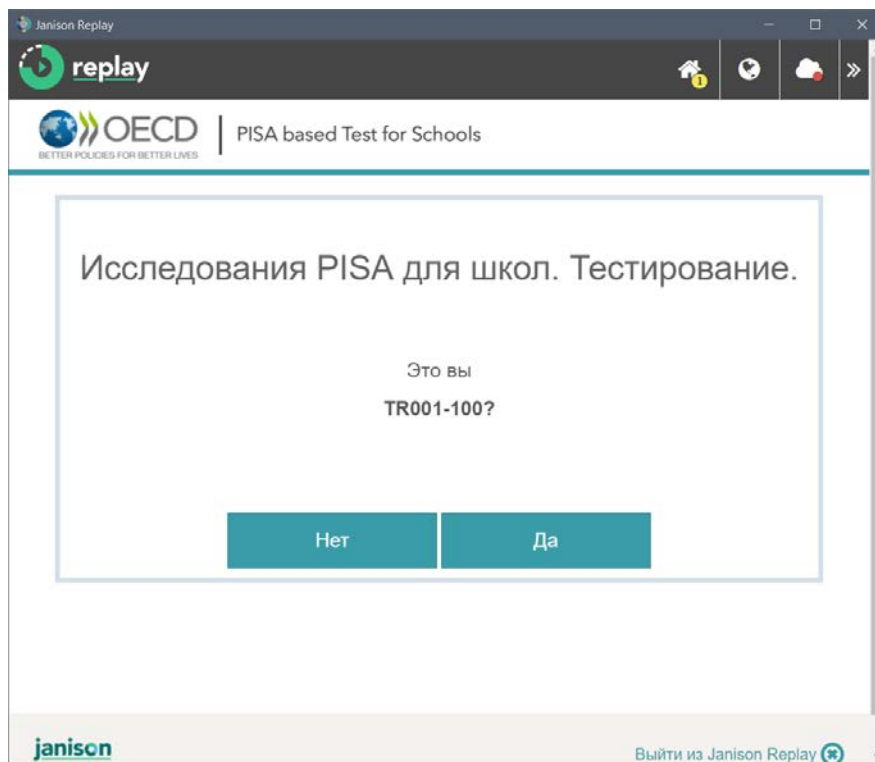 Janison Replay
replay
1
OECD
BETTER POLICIES FOR BETTER LIVES
PISA based Test for Schools
Исследования PISA для школ. Тестирование.
Это вы
TR001-100?
Нет
Да
janison
Выйти из Janison Replay